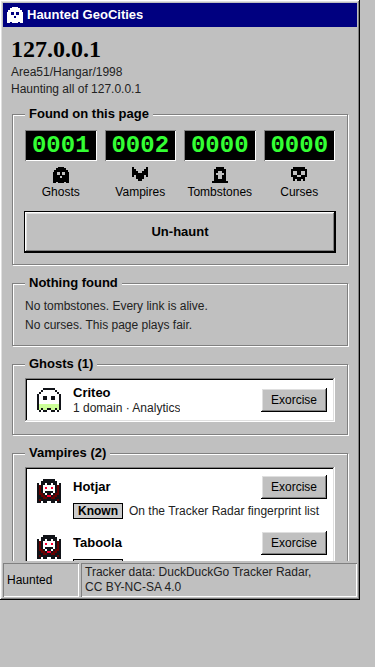 Haunted GeoCities
127.0.0.1
Area51/Hangar/1998
Haunting all of 127.0.0.1
Found on this page
0001 0002 0000 0000
Ghosts Vampires Tombstones Curses
Un-haunt
Nothing found
No tombstones. Every link is alive.
No curses. This page plays fair.
Ghosts (1)
Criteo
1 domain · Analytics
Exorcise
Vampires (2)
Hotjar
Exorcise
Known On the Tracker Radar fingerprint list
Taboola
Exorcise
Haunted
Tracker data: DuckDuckGo Tracker Radar,
CC BY-NC-SA 4.0